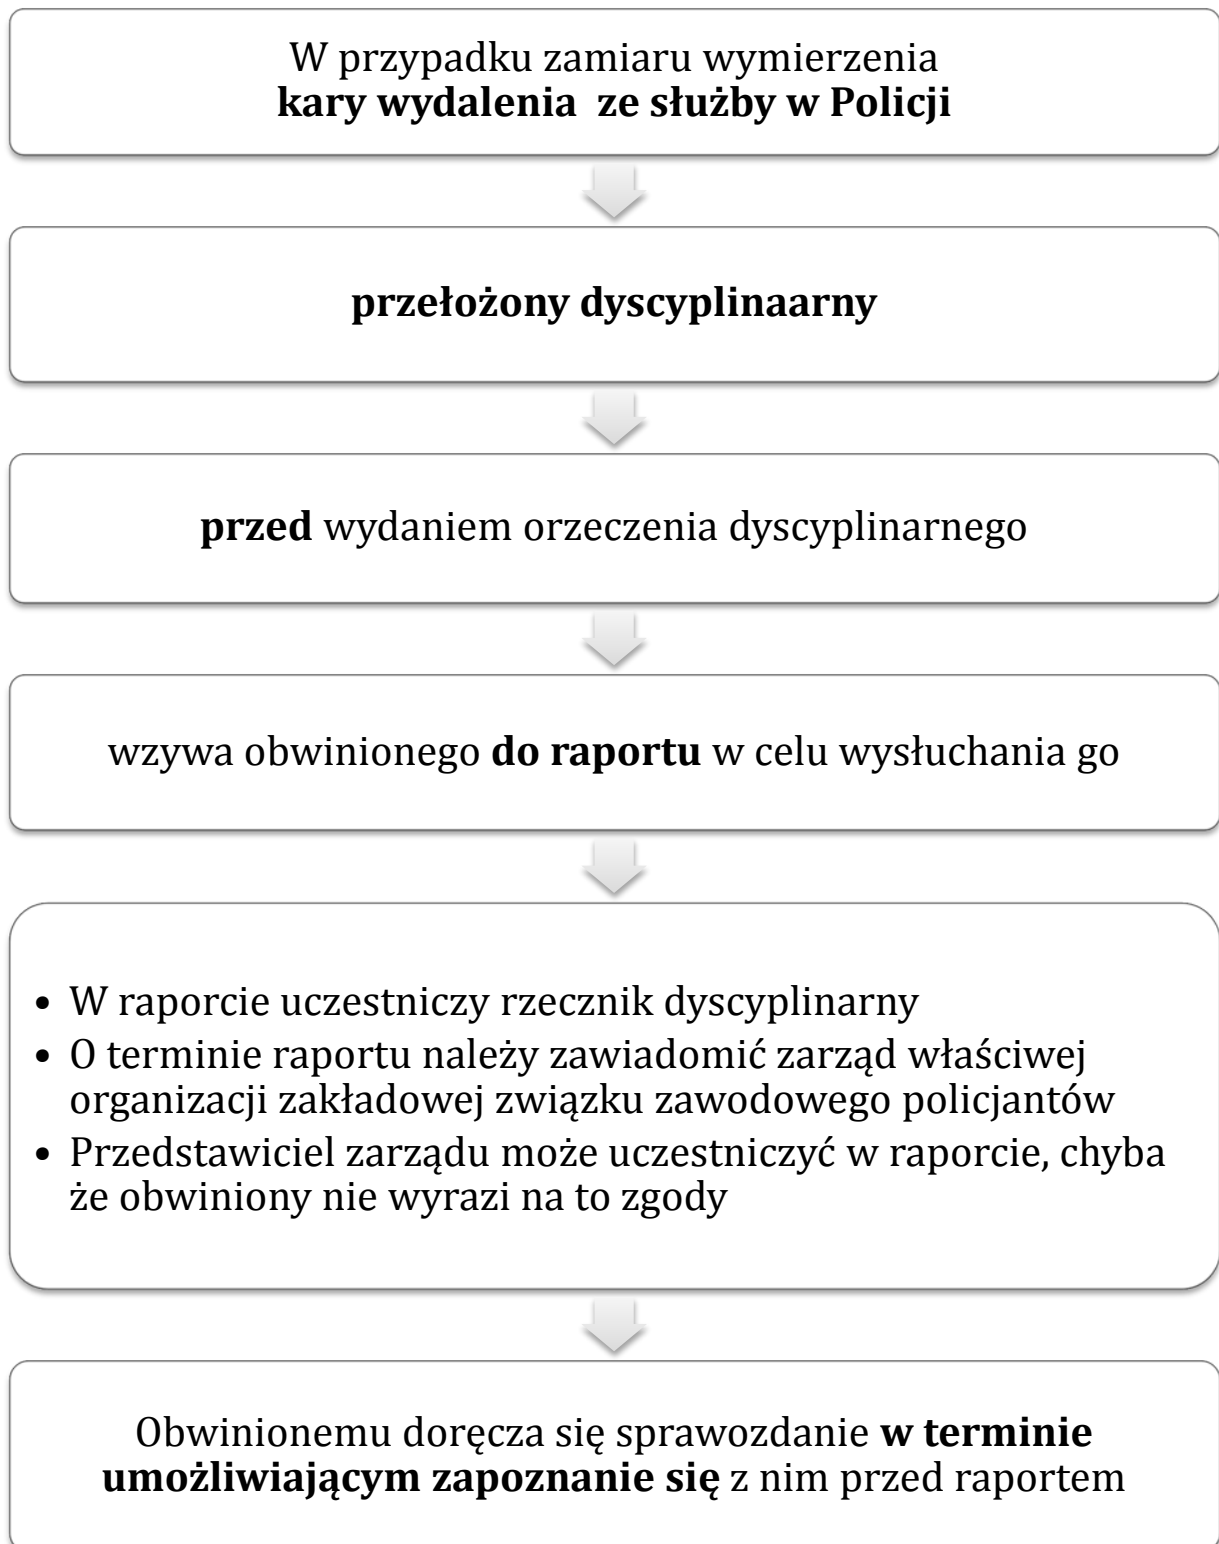 W przypadku zamiaru wymierzenia
kary wydalenia  ze służby w Policji
przełożony dyscyplinaarny
przed wydaniem orzeczenia dyscyplinarnego
wzywa obwinionego do raportu w celu wysłuchania go
• W raporcie uczestniczy rzecznik dyscyplinarny
• O terminie raportu należy zawiadomić zarząd właściwej
organizacji zakładowej związku zawodowego policjantów
• Przedstawiciel zarządu może uczestniczyć w raporcie, chyba
że obwiniony nie wyrazi na to zgody
Obwinionemu doręcza się sprawozdanie w terminie
umożliwiającym zapoznanie się z nim przed raportem